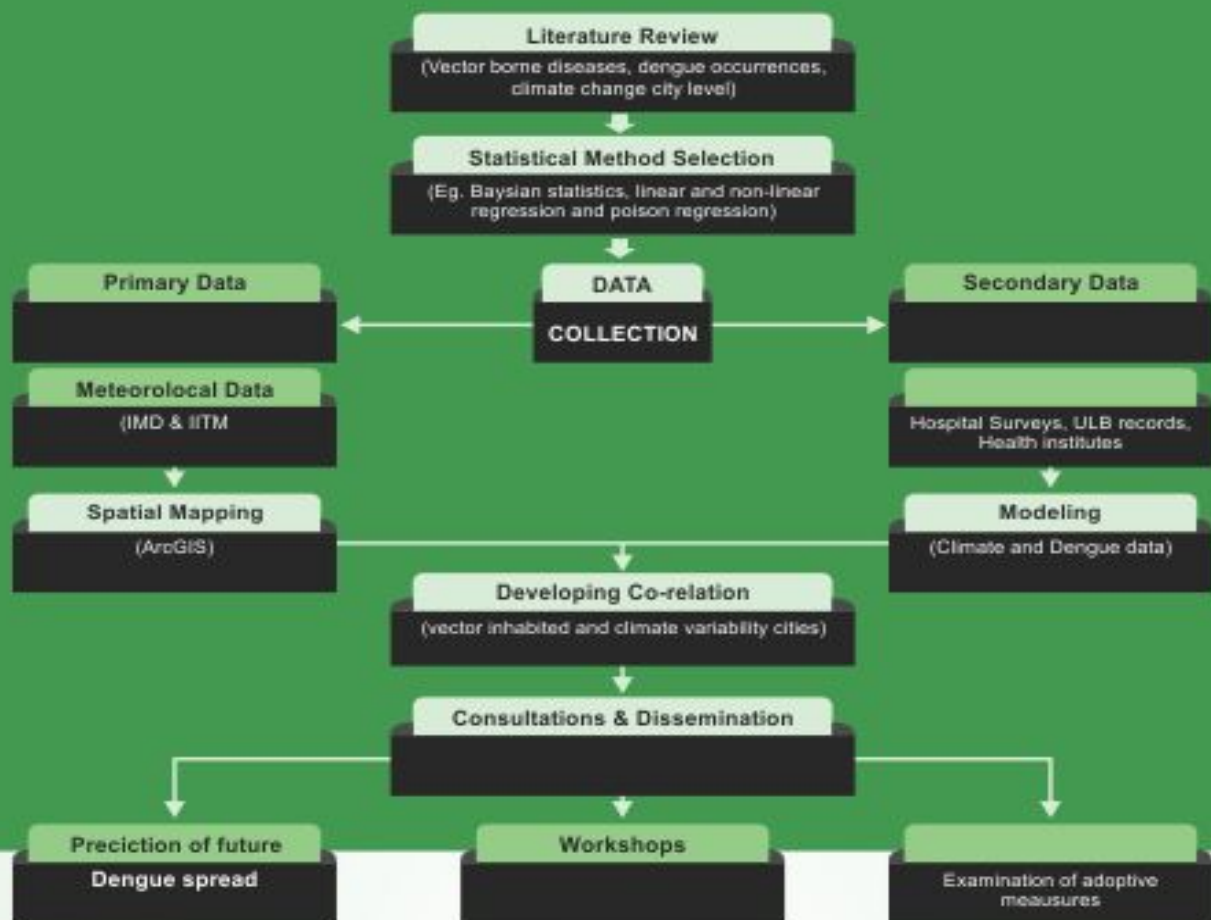 Literature Review
(Vector borne diseases, dengue occurrences,
climate change city level)
Statistical Method Selection
(Eg. Baysian statistics, linear and non-linear
regression and poison regression)
Primary Data
DATA
COLLECTION
Secondary Data
Meteorolocal Data
(IMD & IITM
Hospital Surveys, ULB records,
Health institutes
Spatial Mapping
(ArcGIS)
Modeling
(Climate and Dengue data)
Developing Co-relation
(vector inhabited and climate variability cities)
Consultations & Dissemination
Preciction of future
Dengue spread
Workshops
Examination of adoptive
meausures